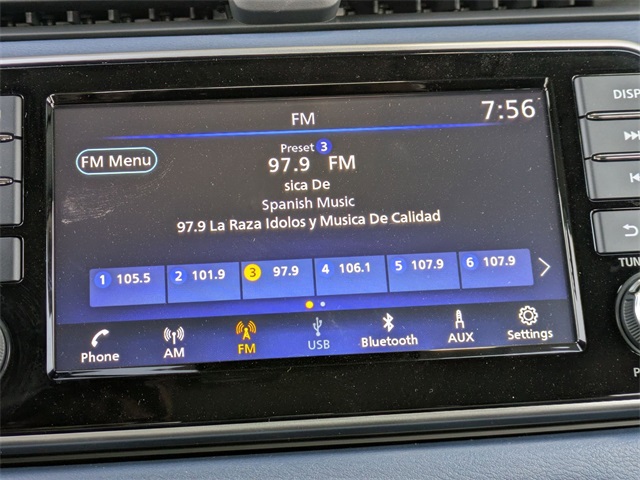 FM
7:56
DISP
FM Menu
Preset 3
97.9 FM
sica De
Spanish Music
97.9 La Raza Idolos y Musica De Calidad
1 105.5 2 101.9 3 97.9 4 106.1 5 107.9 6 107.9
TUN
Phone AM FM USB Bluetooth AUX Settings
P